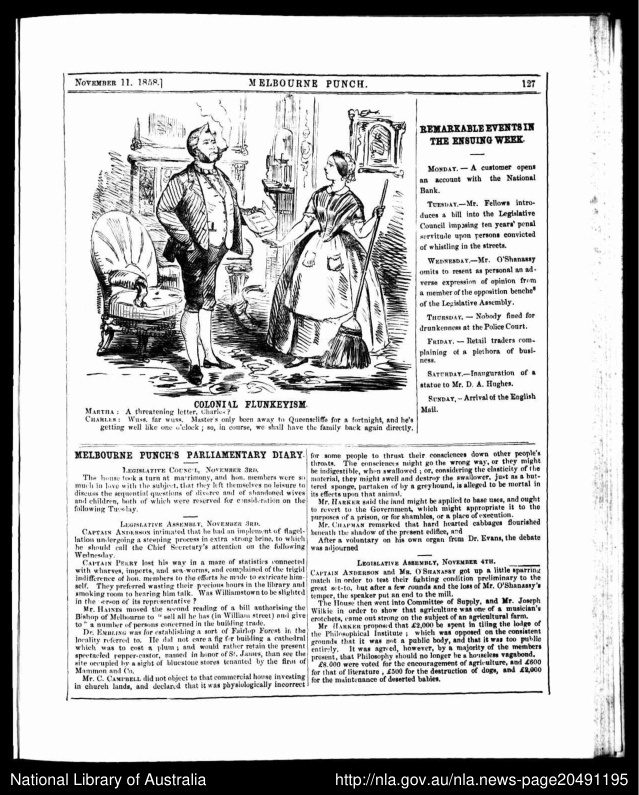 NOVEMBER 11, 1858.]
MELBOURNE PUNCH.
127
COLONIAL FLUNKEYISM.
MARTHA: A threatening letter, Charles?
CHARLES: Wuss, far wuss. Master's only been away to Queenscliffe for a fortnight, and he's
getting well like one o'clock; so, in course, we shall have the family back again directly.
REMARKABLE EVENTS IN
THE ENSUING WEEK.
MONDAY. — A customer opens
an account with the National
Bank.
TUESDAY.—Mr. Fellows intro-
duces a bill into the Legislative
Council imposing ten years' penal
servitude upon persons convicted
of whistling in the streets.
WEDNESDAY.—Mr. O'Shanassy
omits to resent as personal an ad-
verse expression of opinion from
a member of the opposition benches
of the Legislative Assembly.
THURSDAY. — Nobody fined for
drunkenness at the Police Court.
FRIDAY. — Retail traders com-
plaining of a plethora of busi-
ness.
SATURDAY.—Inauguration of a
statue to Mr. D. A. Hughes.
SUNDAY. - Arrival of the English
Mail.
MELBOURNE PUNCH'S PARLIAMENTARY DIARY.
LEGISLATIVE COUNCIL, NOVEMBER 3RD.
The house took a turn at matrimony, and hon. members were so
much in love with the subject, that they left themselves no leisure to
discuss the sequential questions of divorce and of abandoned wives
and children, both of which were reserved for consideration on the
following Tuesday.
LEGISLATIVE ASSEMBLY, NOVEMBER 3RD.
CAPTAIN ANDERSON intimated that he had an implement of flagel-
lation undergoing a steeping process in extra strong brine, to which
he should call the Chief Secretary's attention on the following
Wednesday.
CAPTAIN PERRY lost his way in a maze of statistics connected
with wharves, imports, and sea-worms, and complained of the frigid
indifference of hon. members to the efforts he made to extricate him-
self. They preferred wasting their precious hours in the library and
smoking room to hearing him talk. Was Williamstown to be slighted
in the person of its representative?
MR. HAINES moved the second reading of a bill authorising the
Bishop of Melbourne to "sell all he has (in William street) and give
to" a number of persons concerned in the building trade.
DR. EMBLING was for establishing a sort of Fairlop Forest in the
locality referred to. He did not care a fig for building a cathedral
which was to cost a plum; and would rather retain the present
spectacled pepper-castor, named in honor of St. James, than see the
site occupied by a sight of bluestone stores tenanted by the firm of
Mammon and Co.
MR. C. CAMPBELL did not object to that commercial house investing
in church lands, and declared that it was physiologically incorrect
for some people to thrust their consciences down other people's
throats. The consciences might go the wrong way, or they might
be indigestible, when swallowed; or, considering the elasticity of the
material, they might swell and destroy the swallower, just as a but-
tered sponge, partaken of by a greyhound, is alleged to be mortal in
its effects upon that animal.
MR. HARKER said the land might be applied to base uses, and ought
to revert to the Government, which might appropriate it to the
purposes of a prison, or for shambles, or a place of execution.
MR. CHAPMAN remarked that hard hearted cabbages flourished
beneath the shadow of the present edifice, and
After a voluntary on his own organ from Dr. Evans, the debate
was adjourned
LEGISLATIVE ASSEMBLY, NOVEMBER 4TH.
CAPTAIN ANDERSON and MR. O'SHANASSY got up a little sparring
match in order to test their fighting condition preliminary to the
great set-to, but after a few rounds and the loss of Mr. O'Shanassy's
temper, the speaker put an end to the mill.
The House then went into Committee of Supply, and Mr. Joseph
Wilkie in order to show that agriculture was one of a musician's
crotchets, came out strong on the subject of an agricultural farm.
MR HARKER proposed that £2,000 be spent in tiling the lodge of
the Philosophical Institute; which was opposed on the consistent
grounds that it was not a public body, and that it was too public
entirely. It was agreed, however, by a majority of the members
present, that Philosophy should no longer be a houseless vagabond.
£8,000 were voted for the encouragement of agriculture, and £600
for that of literature, £500 for the destruction of dogs, and £2,000
for the maintenance of deserted babies.
National Library of Australia
http://nla.gov.au/nla.news-page20491195